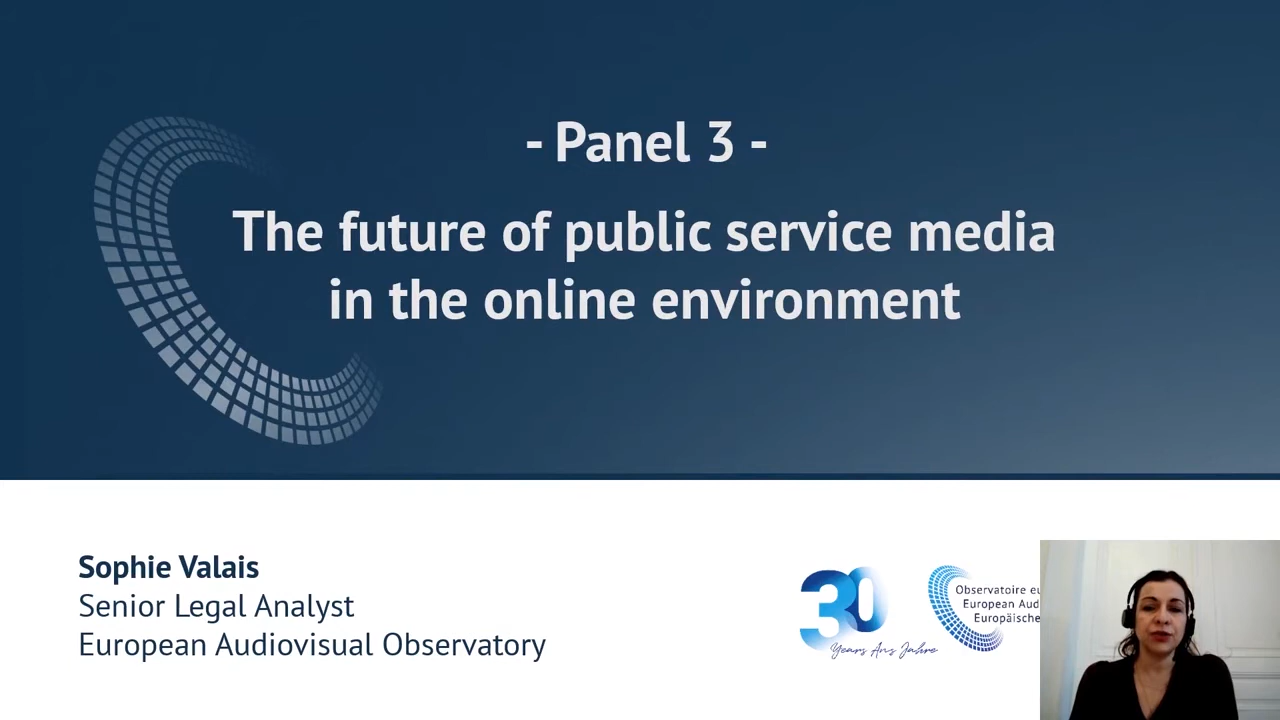 - Panel 3 -
The future of public service media
in the online environment
Sophie Valais
Senior Legal Analyst
European Audiovisual Observatory
30
Years Ans Jahre
Observatoire eu
European Aud
Europäische